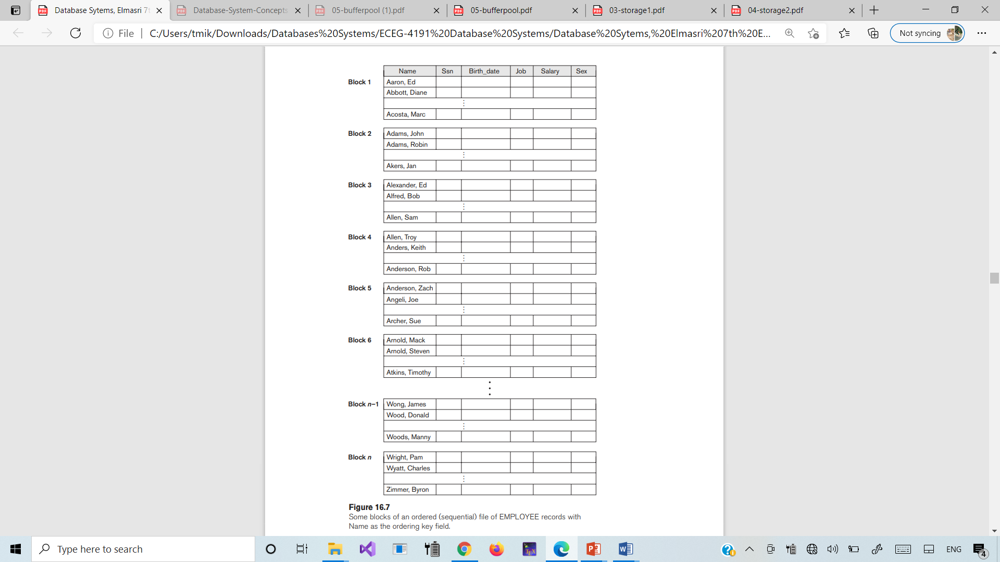 Database Sytems, Elmasri 7t
Database-System-Concepts
05-bufferpool (1).pdf
05-bufferpool.pdf
03-storage1.pdf
04-storage2.pdf
File
C:/Users/tmik/Downloads/Databases%20Systems/ECEG-4191%20Database%20Systems/Database%20Sytems,%20Elmasri%207th%20E...
Not syncing
Name Ssn Birth_date Job Salary Sex
Block 1 Aaron, Ed
Abbott, Diane
Acosta, Marc
Block 2 Adams, John
Adams, Robin
Akers, Jan
Block 3 Alexander, Ed
Alfred, Bob
Allen, Sam
Block 4 Allen, Troy
Anders, Keith
Anderson, Rob
Block 5 Anderson, Zach
Angeli, Joe
Archer, Sue
Block 6 Arnold, Mack
Arnold, Steven
Atkins, Timothy
Block n–1 Wong, James
Wood, Donald
Woods, Manny
Block n Wright, Pam
Wyatt, Charles
Zimmer, Byron
Figure 16.7
Some blocks of an ordered (sequential) file of EMPLOYEE records with
Name as the ordering key field.
Type here to search
ENG
4